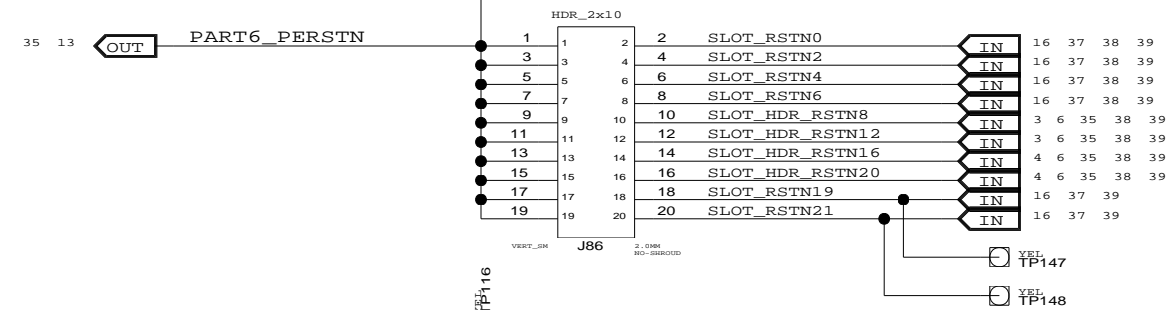 HDR_2x10
35 13 OUT PART6_PERSTN 1 1 2 2 SLOT_RSTN0 IN 16 37 38 39
3 3 4 4 SLOT_RSTN2 IN 16 37 38 39
5 5 6 6 SLOT_RSTN4 IN 16 37 38 39
7 7 8 8 SLOT_RSTN6 IN 16 37 38 39
9 9 10 10 SLOT_HDR_RSTN8 IN 3 6 35 38 39
11 11 12 12 SLOT_HDR_RSTN12 IN 3 6 35 38 39
13 13 14 14 SLOT_HDR_RSTN16 IN 4 6 35 38 39
15 15 16 16 SLOT_HDR_RSTN20 IN 4 6 35 38 39
17 17 18 18 SLOT_RSTN19 IN 16 37 39
19 19 20 20 SLOT_RSTN21 IN 16 37 39
VERT_SM J86 2.0MM
NO-SHROUD
YEL
TP147
YEL
TP116
YEL
TP148